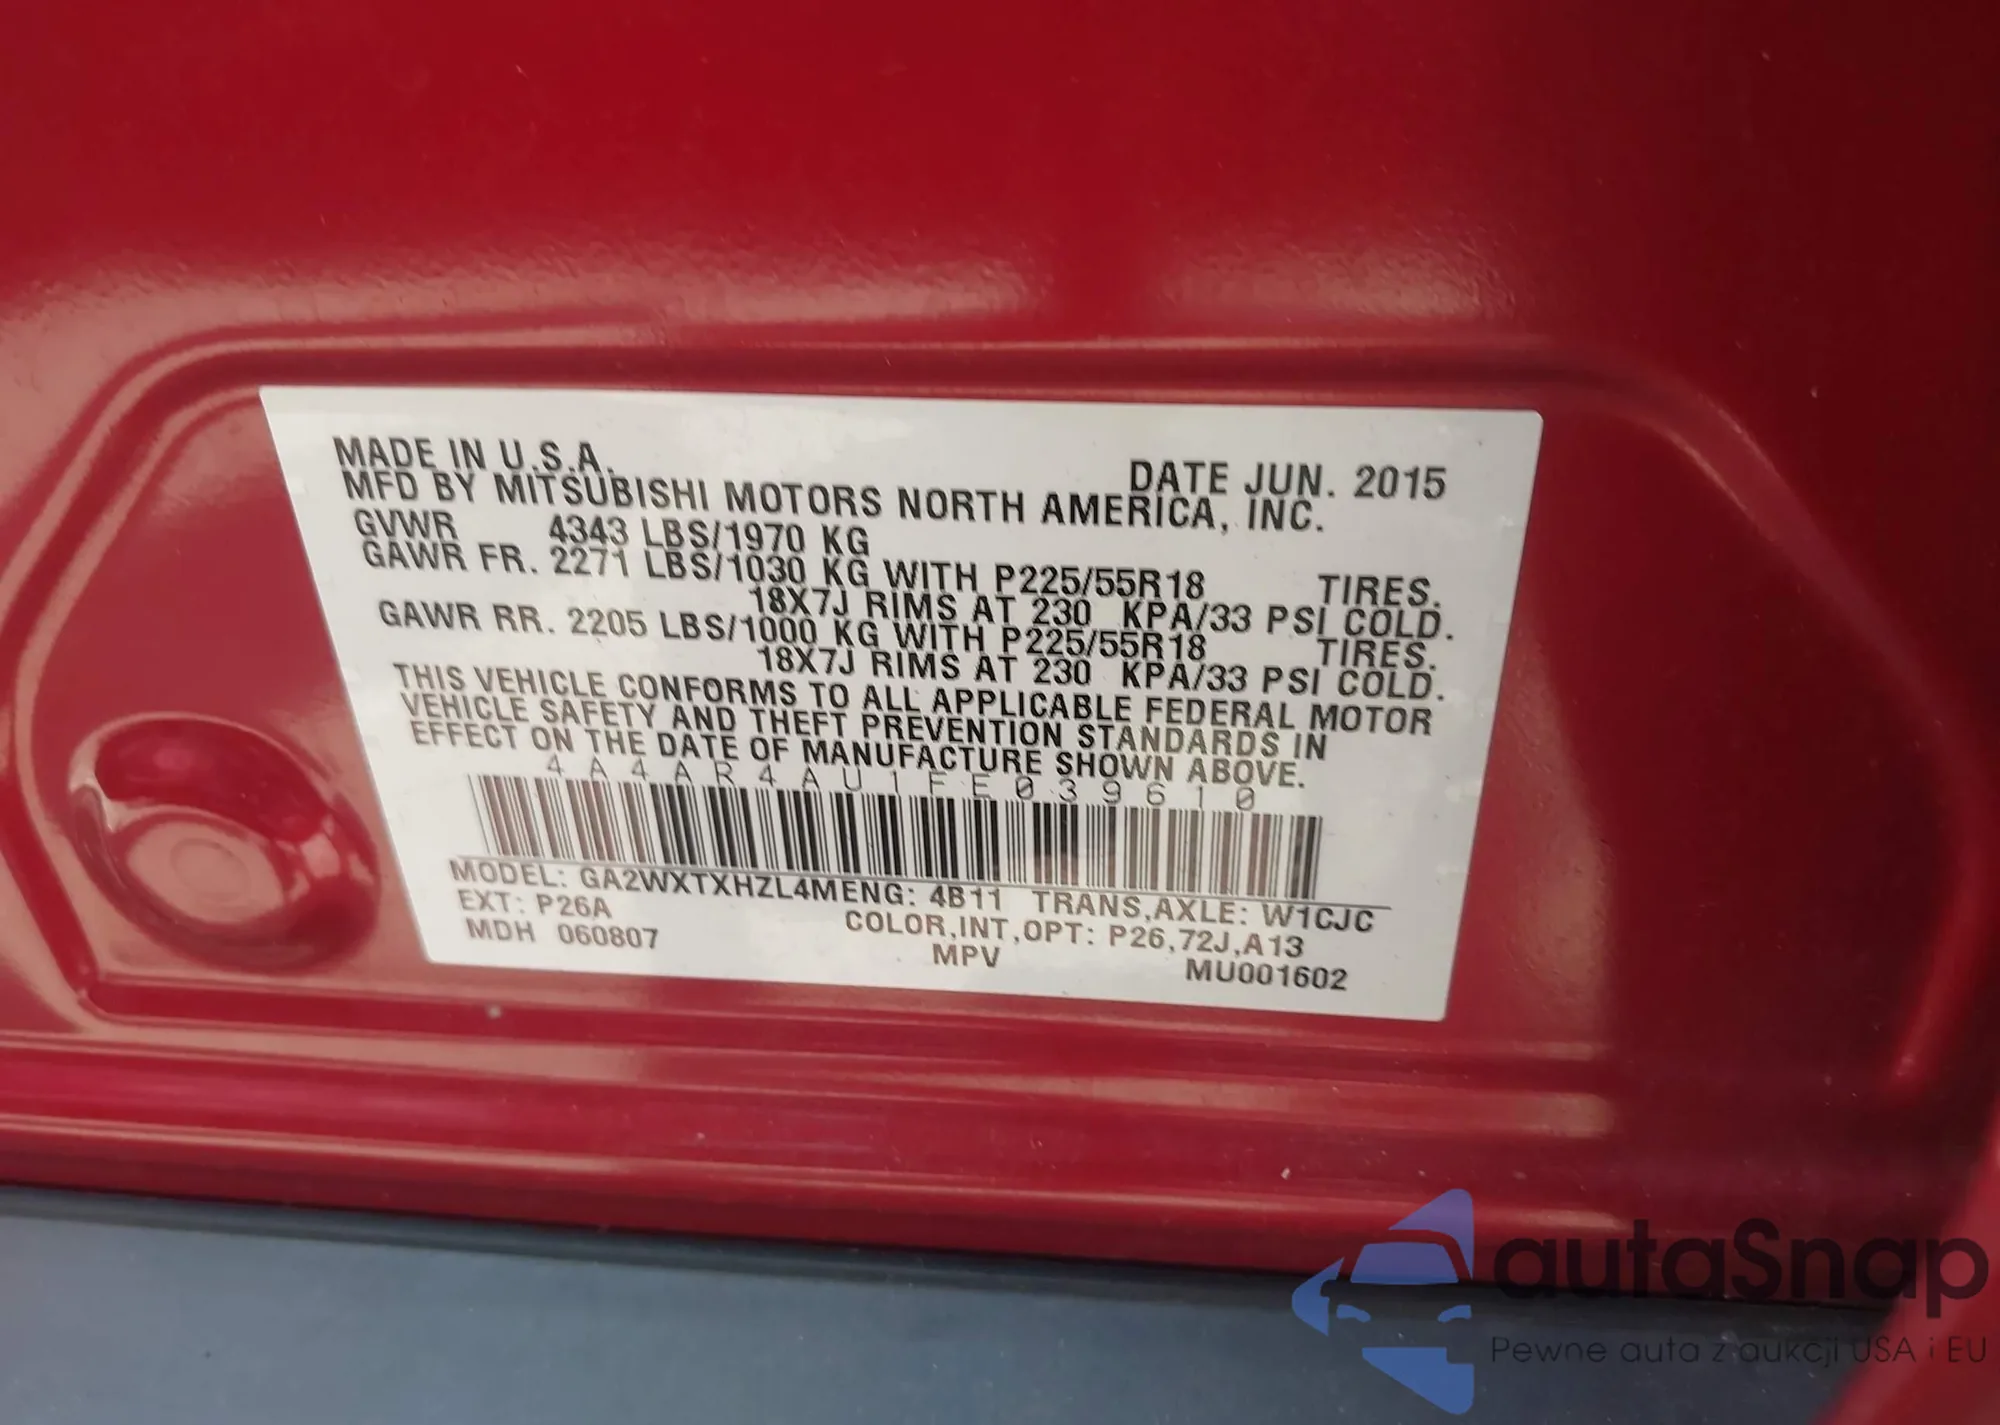 MADE IN U.S.A. DATE JUN. 2015
MFD BY MITSUBISHI MOTORS NORTH AMERICA, INC.
GVWR 4343 LBS/1970 KG
GAWR FR. 2271 LBS/1030 KG WITH P225/55R18 TIRES.
18X7J RIMS AT 230 KPA/33 PSI COLD.
GAWR RR. 2205 LBS/1000 KG WITH P225/55R18 TIRES.
18X7J RIMS AT 230 KPA/33 PSI COLD.
THIS VEHICLE CONFORMS TO ALL APPLICABLE FEDERAL MOTOR
VEHICLE SAFETY AND THEFT PREVENTION STANDARDS IN
EFFECT ON THE DATE OF MANUFACTURE SHOWN ABOVE.
4A4AR4AU1FE039610
MODEL: GA2WXTXHZL4MENG: 4B11 TRANS,AXLE: W1CJC
EXT: P26A COLOR,INT,OPT: P26,72J,A13
MDH 060807 MPV MU001602
autaSnap
Pewne auta z aukcji USA i EU